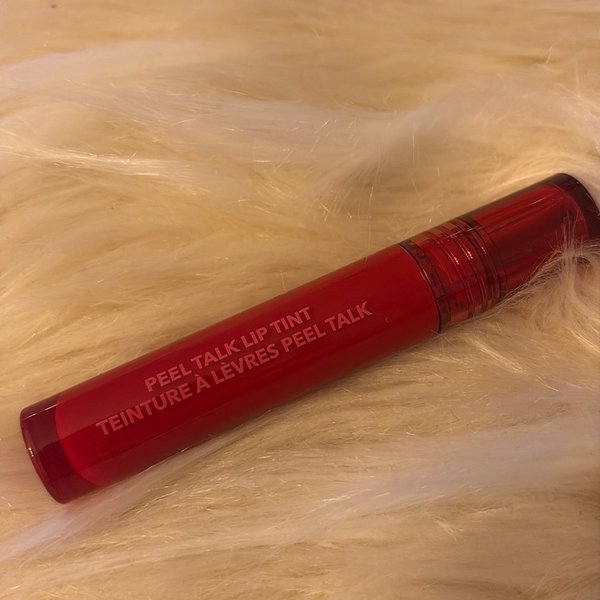 PEEL TALK LIP TINT
TEINTURE À LÈVRES PEEL TALK